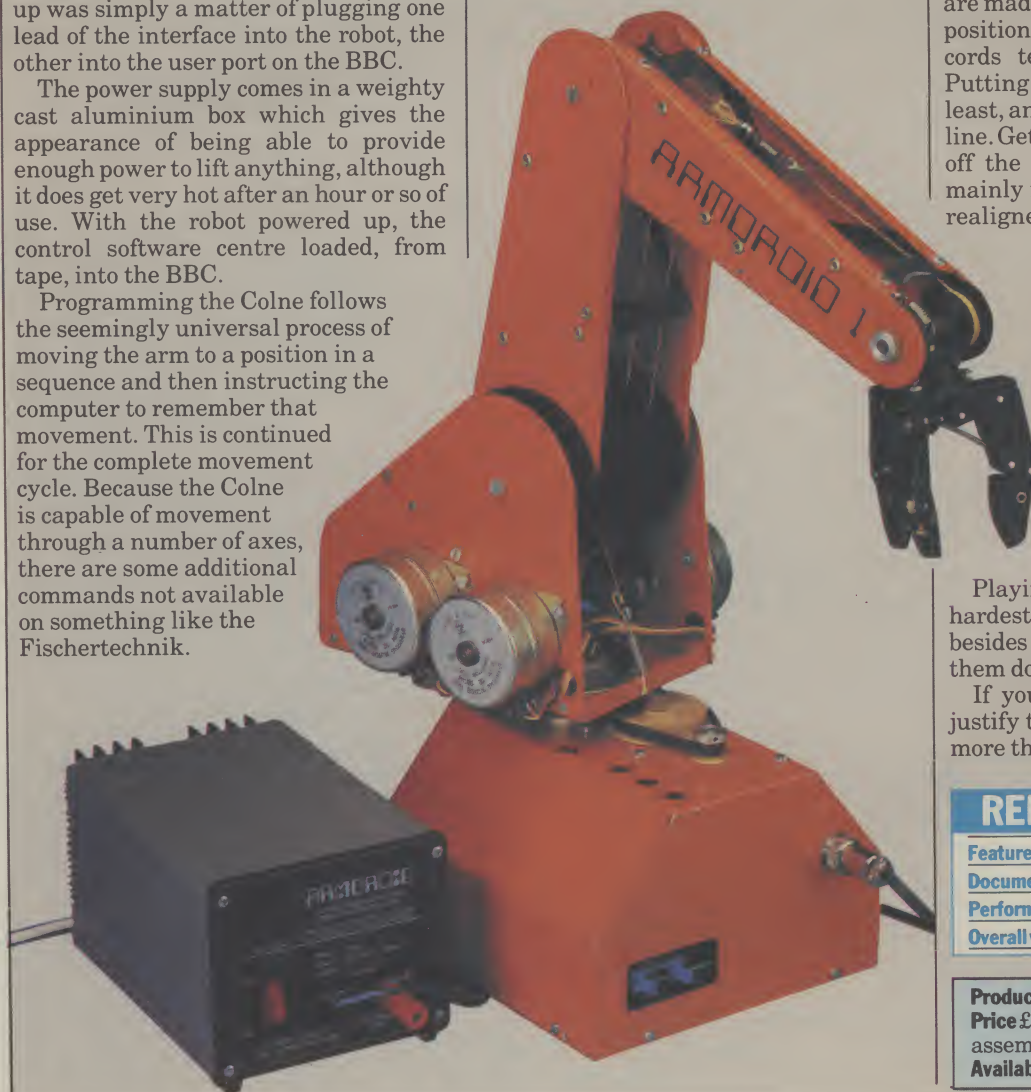 up was simply a matter of plugging one
lead of the interface into the robot, the
other into the user port on the BBC.
The power supply comes in a weighty
cast aluminium box which gives the
appearance of being able to provide
enough power to lift anything, although
it does get very hot after an hour or so of
use. With the robot powered up, the
control software centre loaded, from
tape, into the BBC.
Programming the Colne follows
the seemingly universal process of
moving the arm to a position in a
sequence and then instructing the
computer to remember that
movement. This is continued
for the complete movement
cycle. Because the Colne
is capable of movement
through a number of axes,
there are some additional
commands not available
on something like the
Fischertechnik.
ARMDROID 1
ARMDROID
are mad
position
cords te
Putting
least, an
line. Get
off the
mainly
realigne
Playi
hardest
besides
them do
If you
justify t
more th
RE
Feature
Docume
Perform
Overall
Produc
Price £
assem
Availab